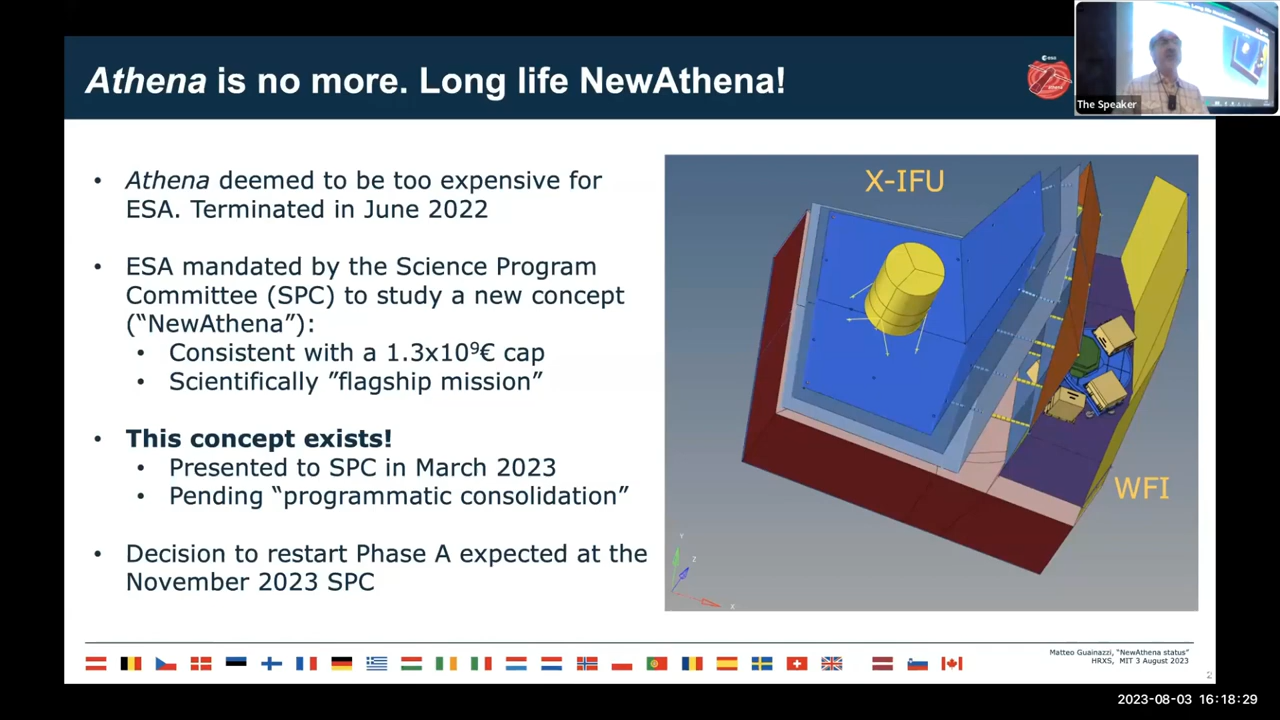 Athena is no more. Long life NewAthena!
esa
The Speaker
• Athena deemed to be too expensive for
ESA. Terminated in June 2022
• ESA mandated by the Science Program
Committee (SPC) to study a new concept
(“NewAthena”):
• Consistent with a 1.3x10⁹€ cap
• Scientifically ”flagship mission”
• This concept exists!
• Presented to SPC in March 2023
• Pending “programmatic consolidation”
• Decision to restart Phase A expected at the
November 2023 SPC
X-IFU
WFI
Y
Z
X
Matteo Guainazzi, “NewAthena status”
HRXS, MIT 3 August 2023
2
2023-08-03 16:18:29